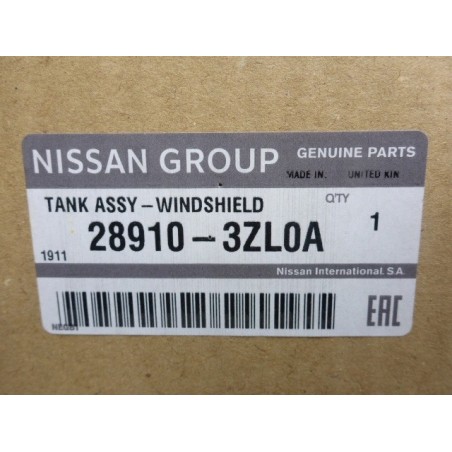 NISSAN GROUP GENUINE PARTS
MADE IN. UNITED KIN
TANK ASSY-WINDSHIELD Q'TY
28910-3ZL0A 1
1911
Nissan International. S.A.
EAC